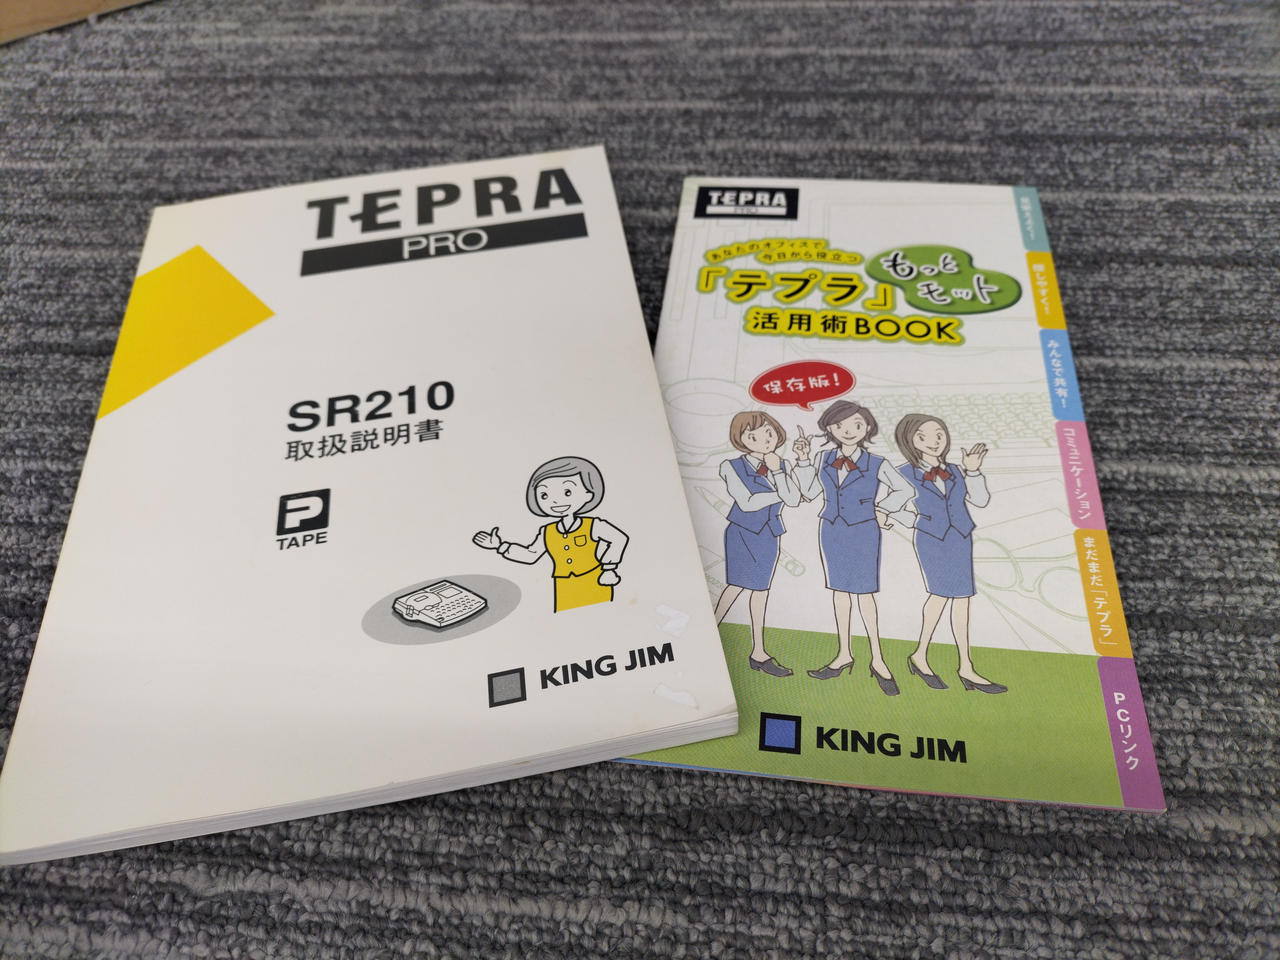 TEPRA
PRO
SR210
取扱説明書
TAPE
KING JIM
TEPRA
PRO
あなたのオフィスで
今日から役立つ
『テプラ』
もっと
モット
活用術BOOK
保存版!
KING JIM
探しやすく!
みんなで共有!
コミュニケーション
まだまだ「テプラ」
PCリンク